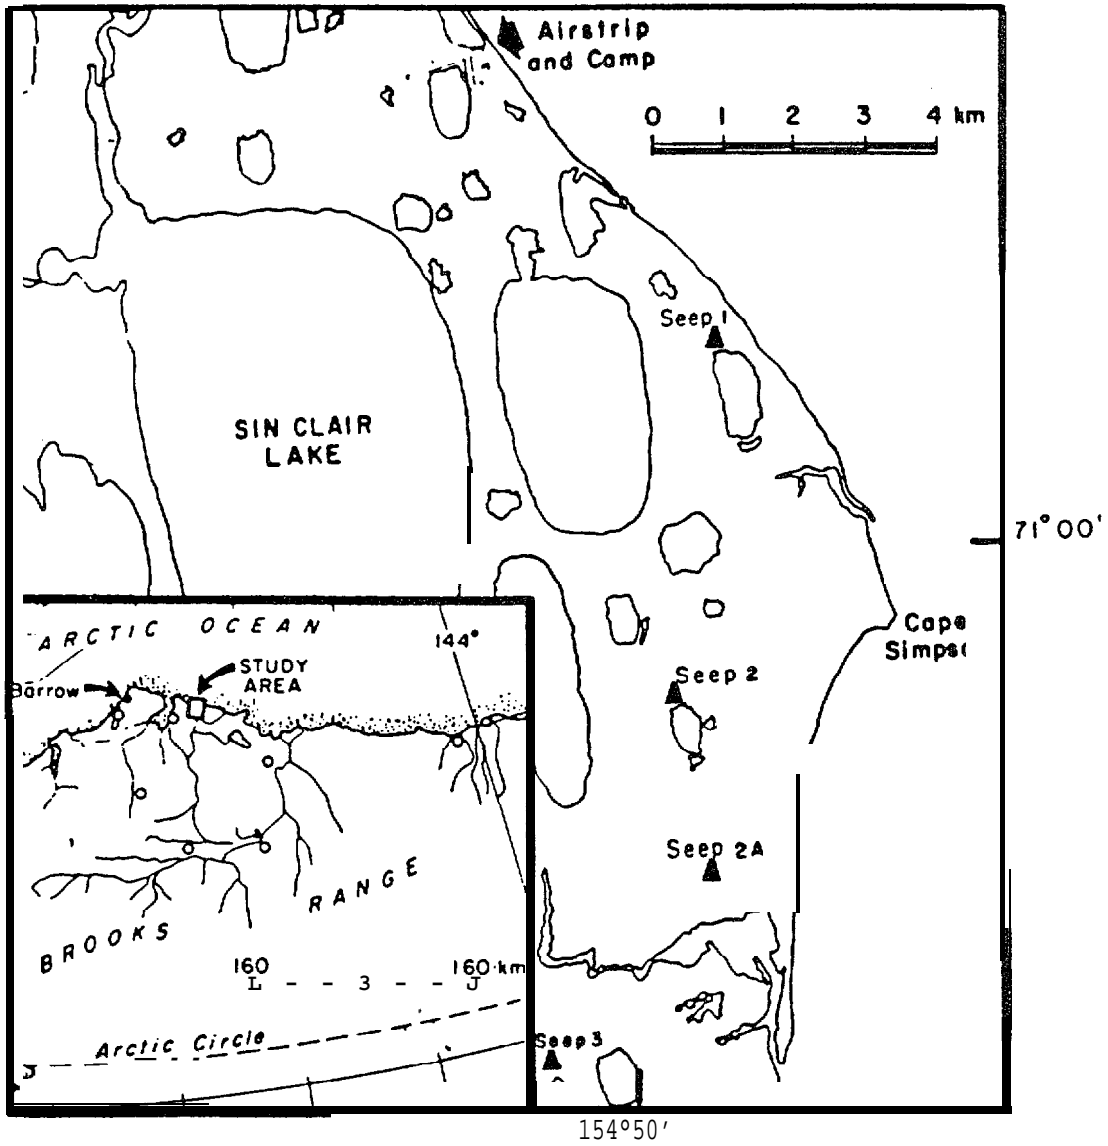 Airstrip
and Camp
0 1 2 3 4 km
Seep 1
SIN CLAIR
LAKE
71°00'
Cape
Simps
Seep 2
Seep 2A
Seep 3
ARCTIC OCEAN
144°
STUDY
AREA
Barrow
BROOKS RANGE
160 160 km
L - - 3 - - J
Arctic Circle
154°50'